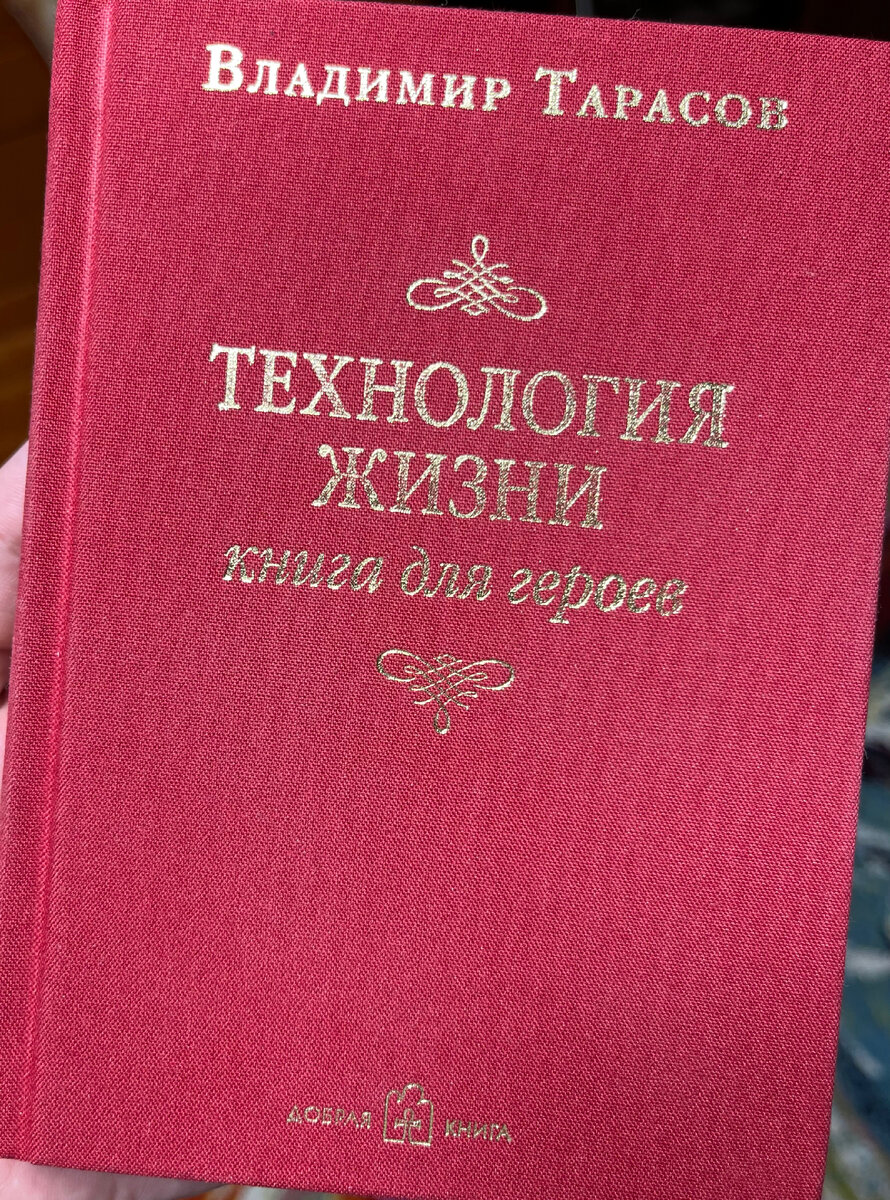 Владимир Тарасов
ТЕХНОЛОГИЯ
ЖИЗНИ
книга для героев
ДОБРАЯ КНИГА